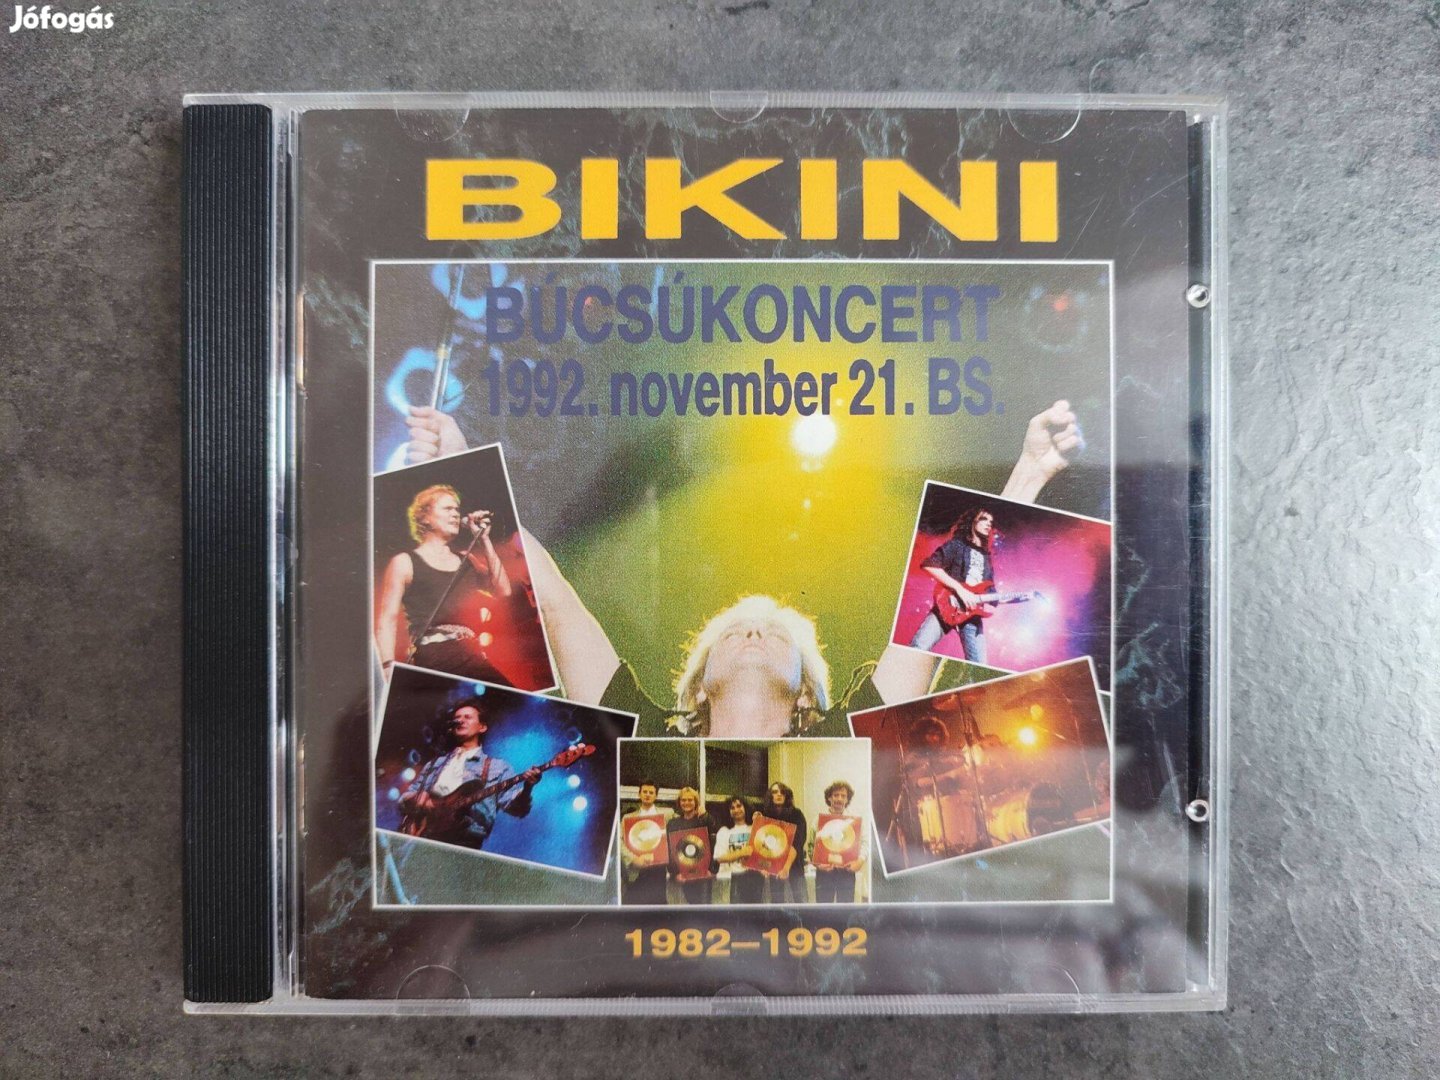 Jófogás
BIKINI
BÚCSÚKONCERT
1992. november 21. BS.
1982–1992